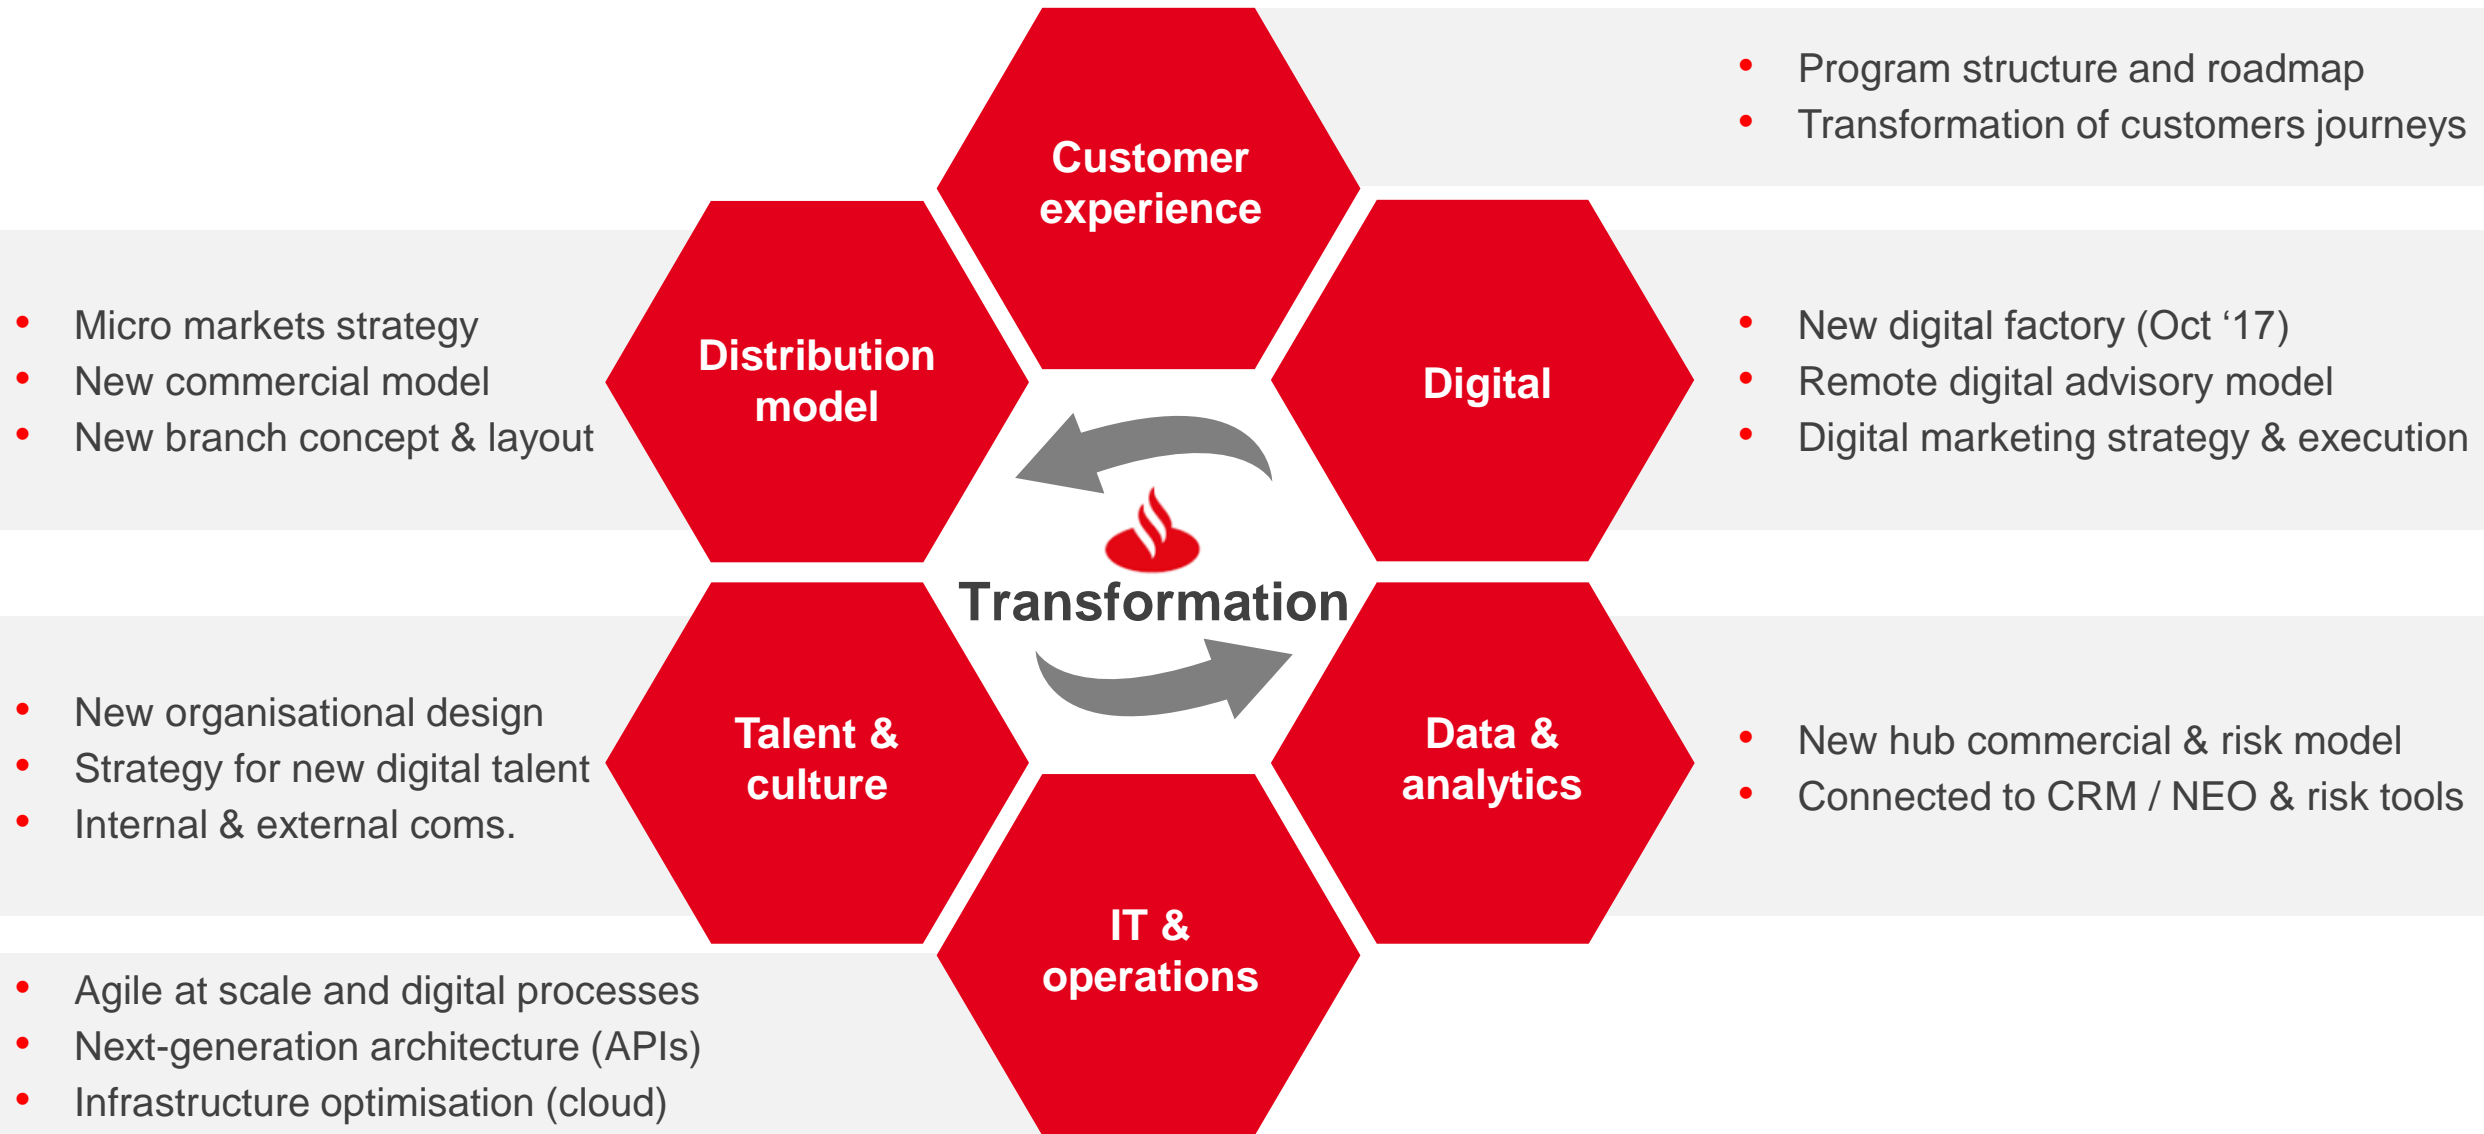 Customer
experience
• Program structure and roadmap
• Transformation of customers journeys
Distribution
model
• Micro markets strategy
• New commercial model
• New branch concept & layout
Digital
• New digital factory (Oct ‘17)
• Remote digital advisory model
• Digital marketing strategy & execution
Transformation
Talent &
culture
• New organisational design
• Strategy for new digital talent
• Internal & external coms.
Data &
analytics
• New hub commercial & risk model
• Connected to CRM / NEO & risk tools
IT &
operations
• Agile at scale and digital processes
• Next-generation architecture (APIs)
• Infrastructure optimisation (cloud)